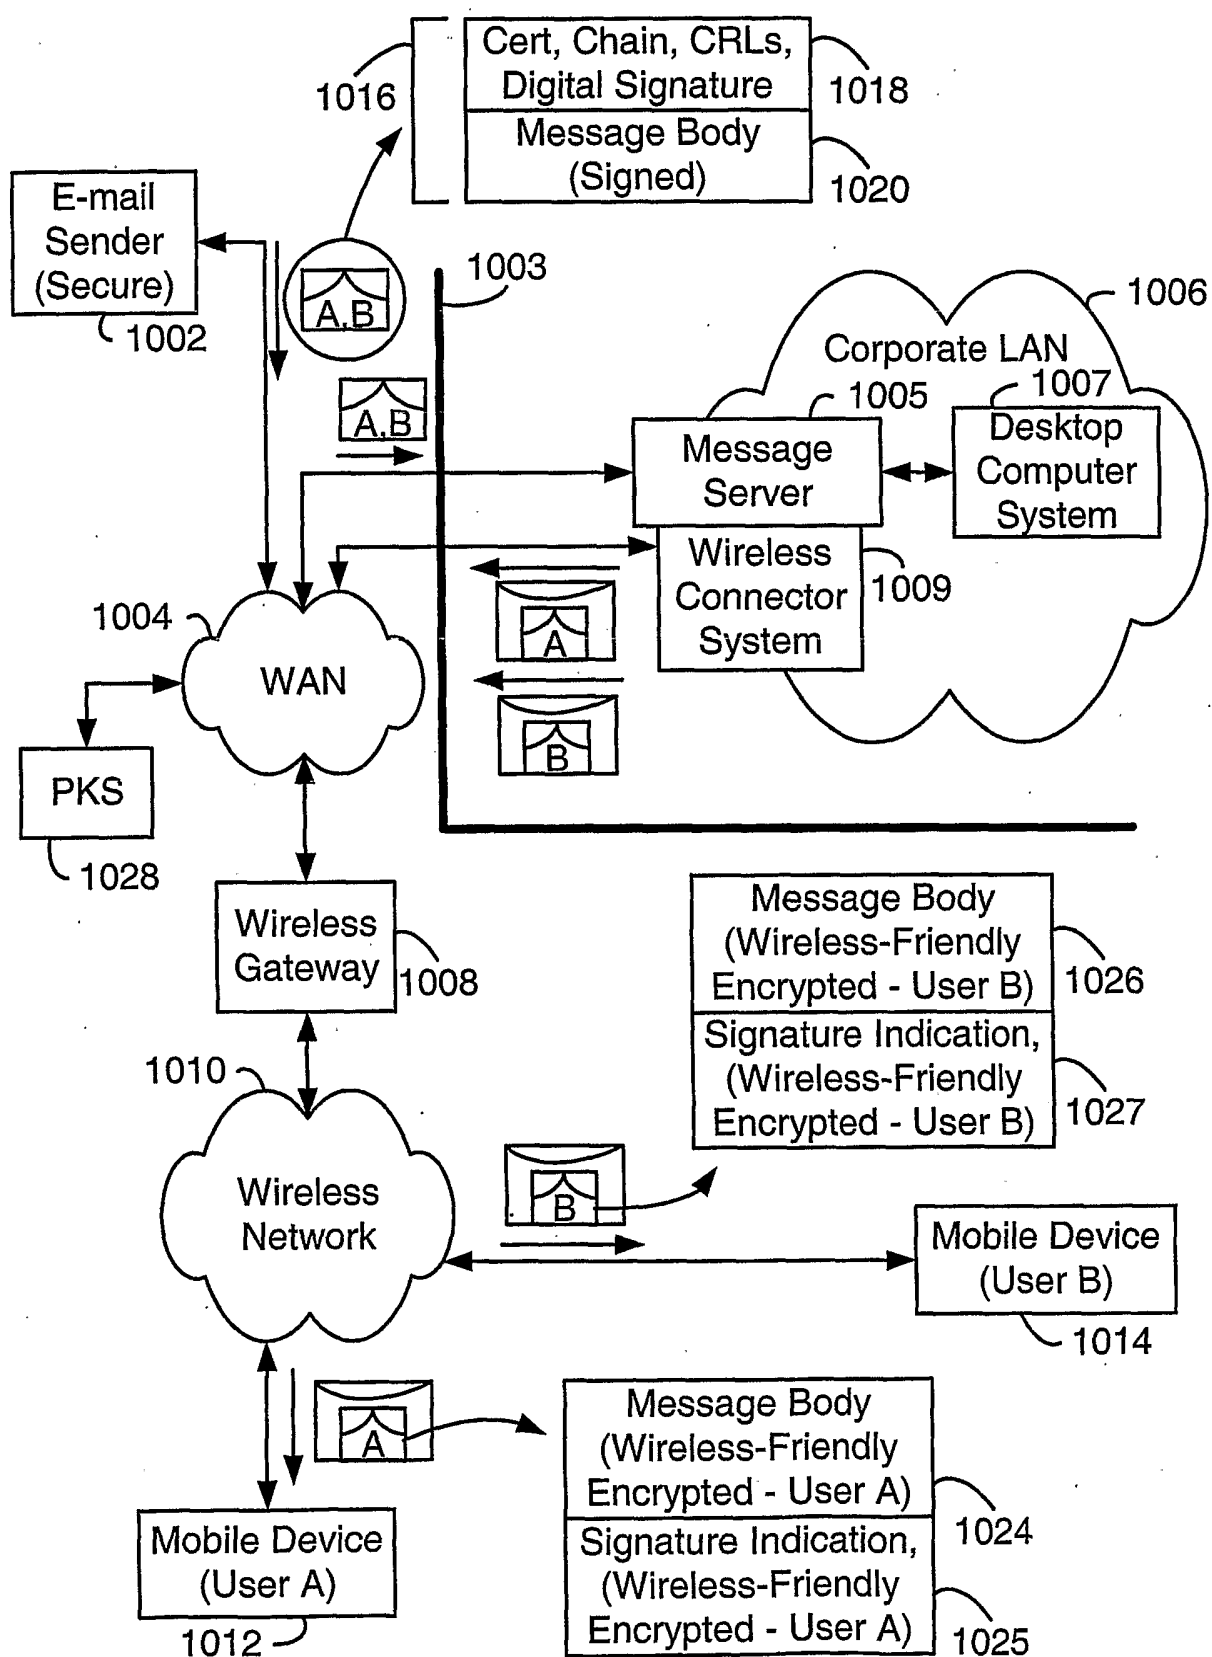 Cert, Chain, CRLs,
Digital Signature
1016
1018
Message Body
(Signed)
1020
E-mail
Sender
(Secure)
1002
A,B
1003
1006
A,B
Corporate LAN
1005
1007
Message
Server
Desktop
Computer
System
Wireless
Connector
System
1009
A
B
1004
WAN
PKS
1028
Wireless
Gateway
1008
Message Body
(Wireless-Friendly
Encrypted - User B)
1026
Signature Indication,
(Wireless-Friendly
Encrypted - User B)
1027
1010
Wireless
Network
B
Mobile Device
(User B)
1014
A
Message Body
(Wireless-Friendly
Encrypted - User A)
1024
Signature Indication,
(Wireless-Friendly
Encrypted - User A)
1025
Mobile Device
(User A)
1012